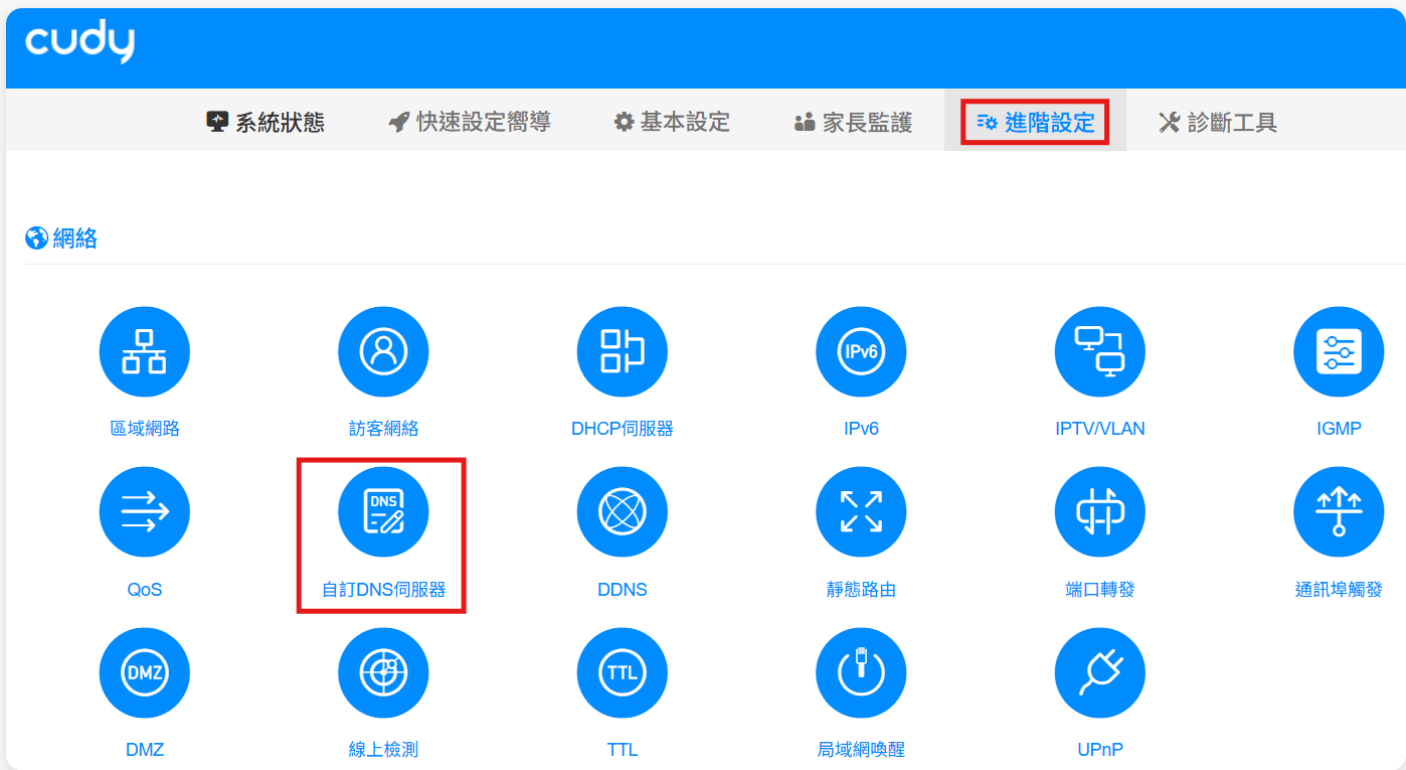 cudy
系統狀態 快速設定嚮導 基本設定 家長監護 進階設定 診斷工具
網絡
IPv6
區域網路 訪客網絡 DHCP伺服器 IPv6 IPTV/VLAN IGMP
DNS
QoS 自訂DNS伺服器 DDNS 靜態路由 端口轉發 通訊埠觸發
DMZ TTL
DMZ 線上檢測 TTL 局域網喚醒 UPnP